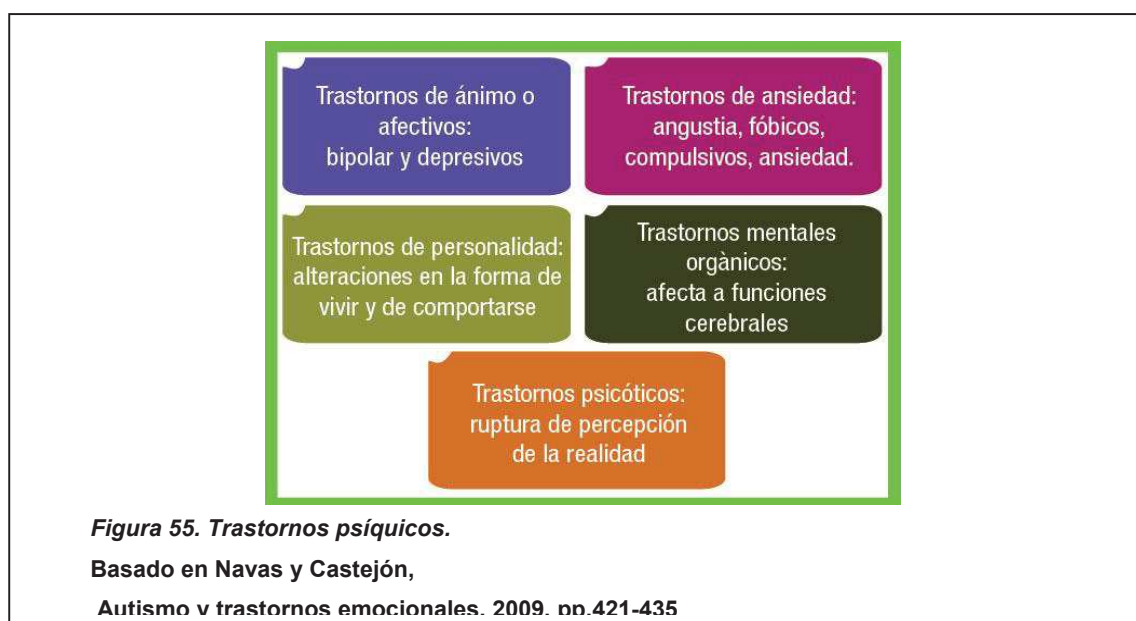 Trastornos de ánimo o
afectivos:
bipolar y depresivos
Trastornos de ansiedad:
angustia, fóbicos,
compulsivos, ansiedad.
Trastornos de personalidad:
alteraciones en la forma de
vivir y de comportarse
Trastornos mentales
orgànicos:
afecta a funciones
cerebrales
Trastornos psicóticos:
ruptura de percepción
de la realidad
Figura 55. Trastornos psíquicos.
Basado en Navas y Castejón,
Autismo y trastornos emocionales. 2009. pp.421-435